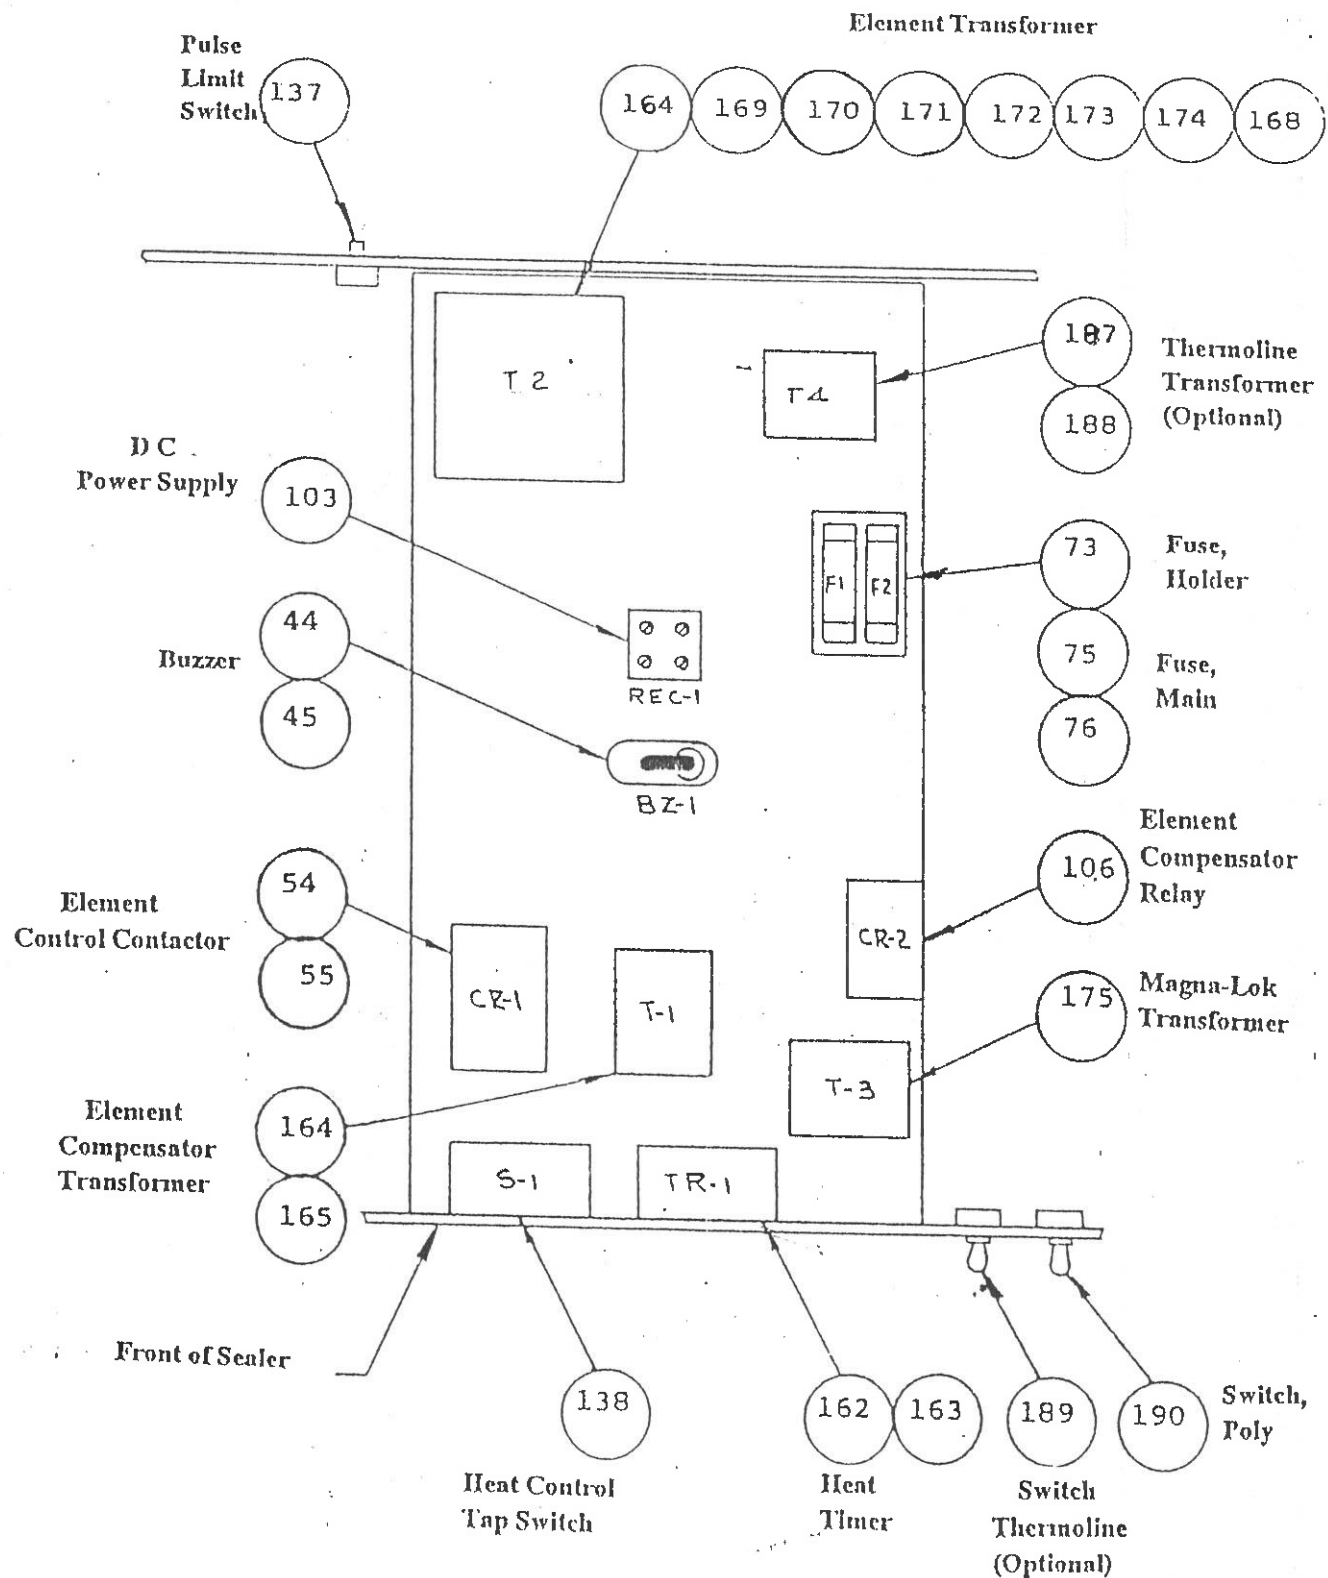 Element Transformer
Pulse
Limit
Switch
137
164 169 170 171 172 173 174 168
T 2
T4
187
188
Thermoline
Transformer
(Optional)
D C
Power Supply
103
F1 F2
73
Fuse,
Holder
44
45
Buzzer
REC-1
75
76
Fuse,
Main
BZ-1
Element
Compensator
Relay
106
54
55
Element
Control Contactor
CR-2
CR-1
T-1
175
Magna-Lok
Transformer
T-3
Element
Compensator
Transformer
164
165
S-1
TR-1
Front of Sealer
138
162 163
189
190
Switch,
Poly
Heat Control
Tap Switch
Heat
Timer
Switch
Thermoline
(Optional)